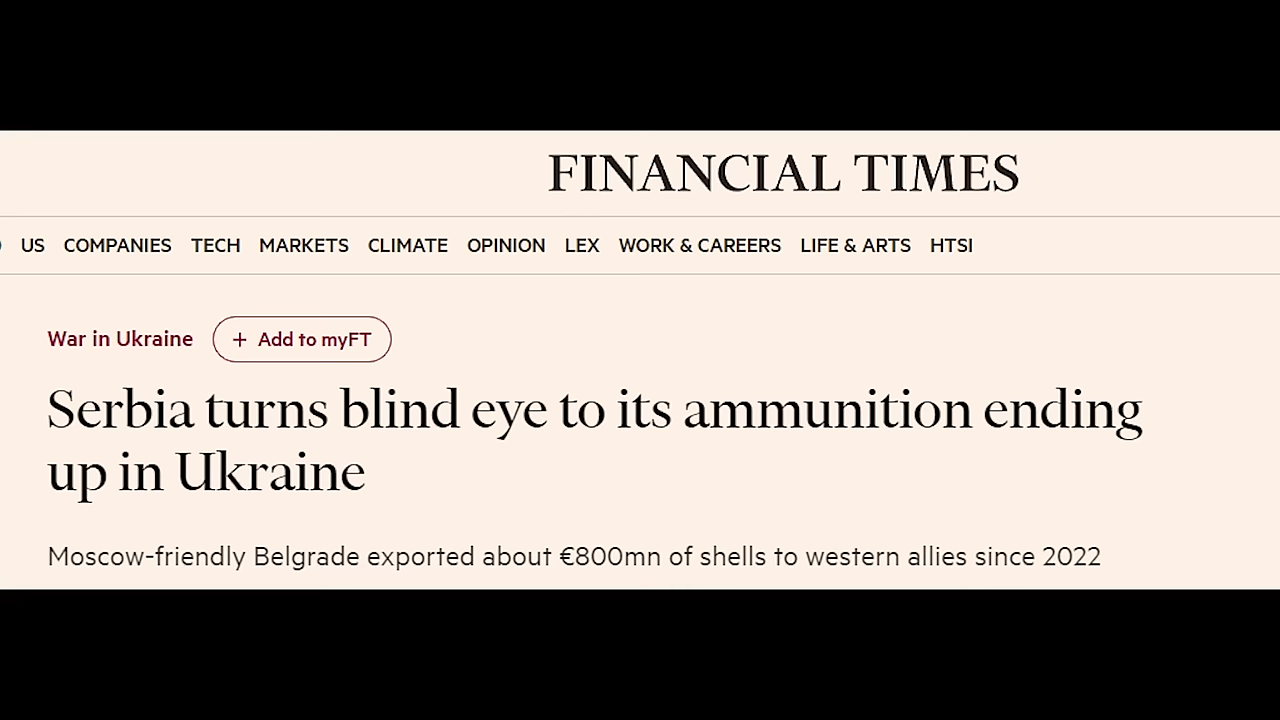 FINANCIAL TIMES
US COMPANIES TECH MARKETS CLIMATE OPINION LEX WORK & CAREERS LIFE & ARTS HTSI
War in Ukraine + Add to myFT
Serbia turns blind eye to its ammunition ending
up in Ukraine
Moscow-friendly Belgrade exported about €800mn of shells to western allies since 2022